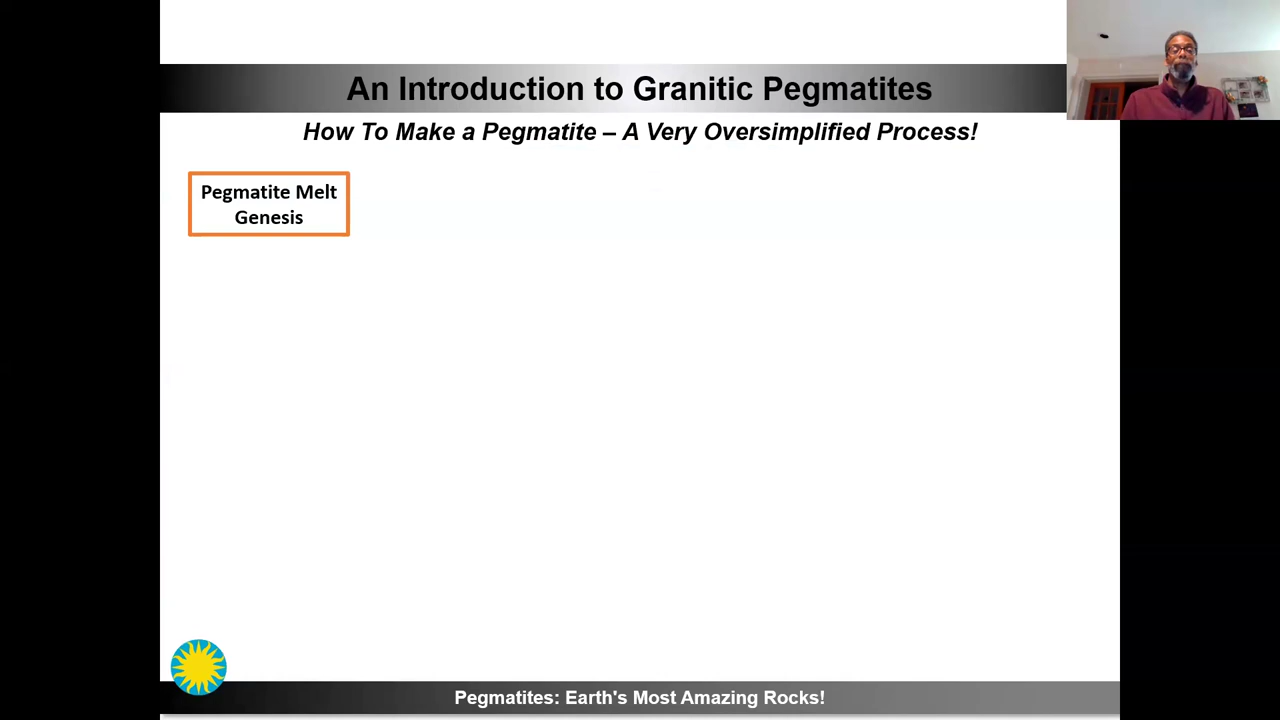 An Introduction to Granitic Pegmatites
How To Make a Pegmatite – A Very Oversimplified Process!
Pegmatite Melt
Genesis
Pegmatites: Earth's Most Amazing Rocks!